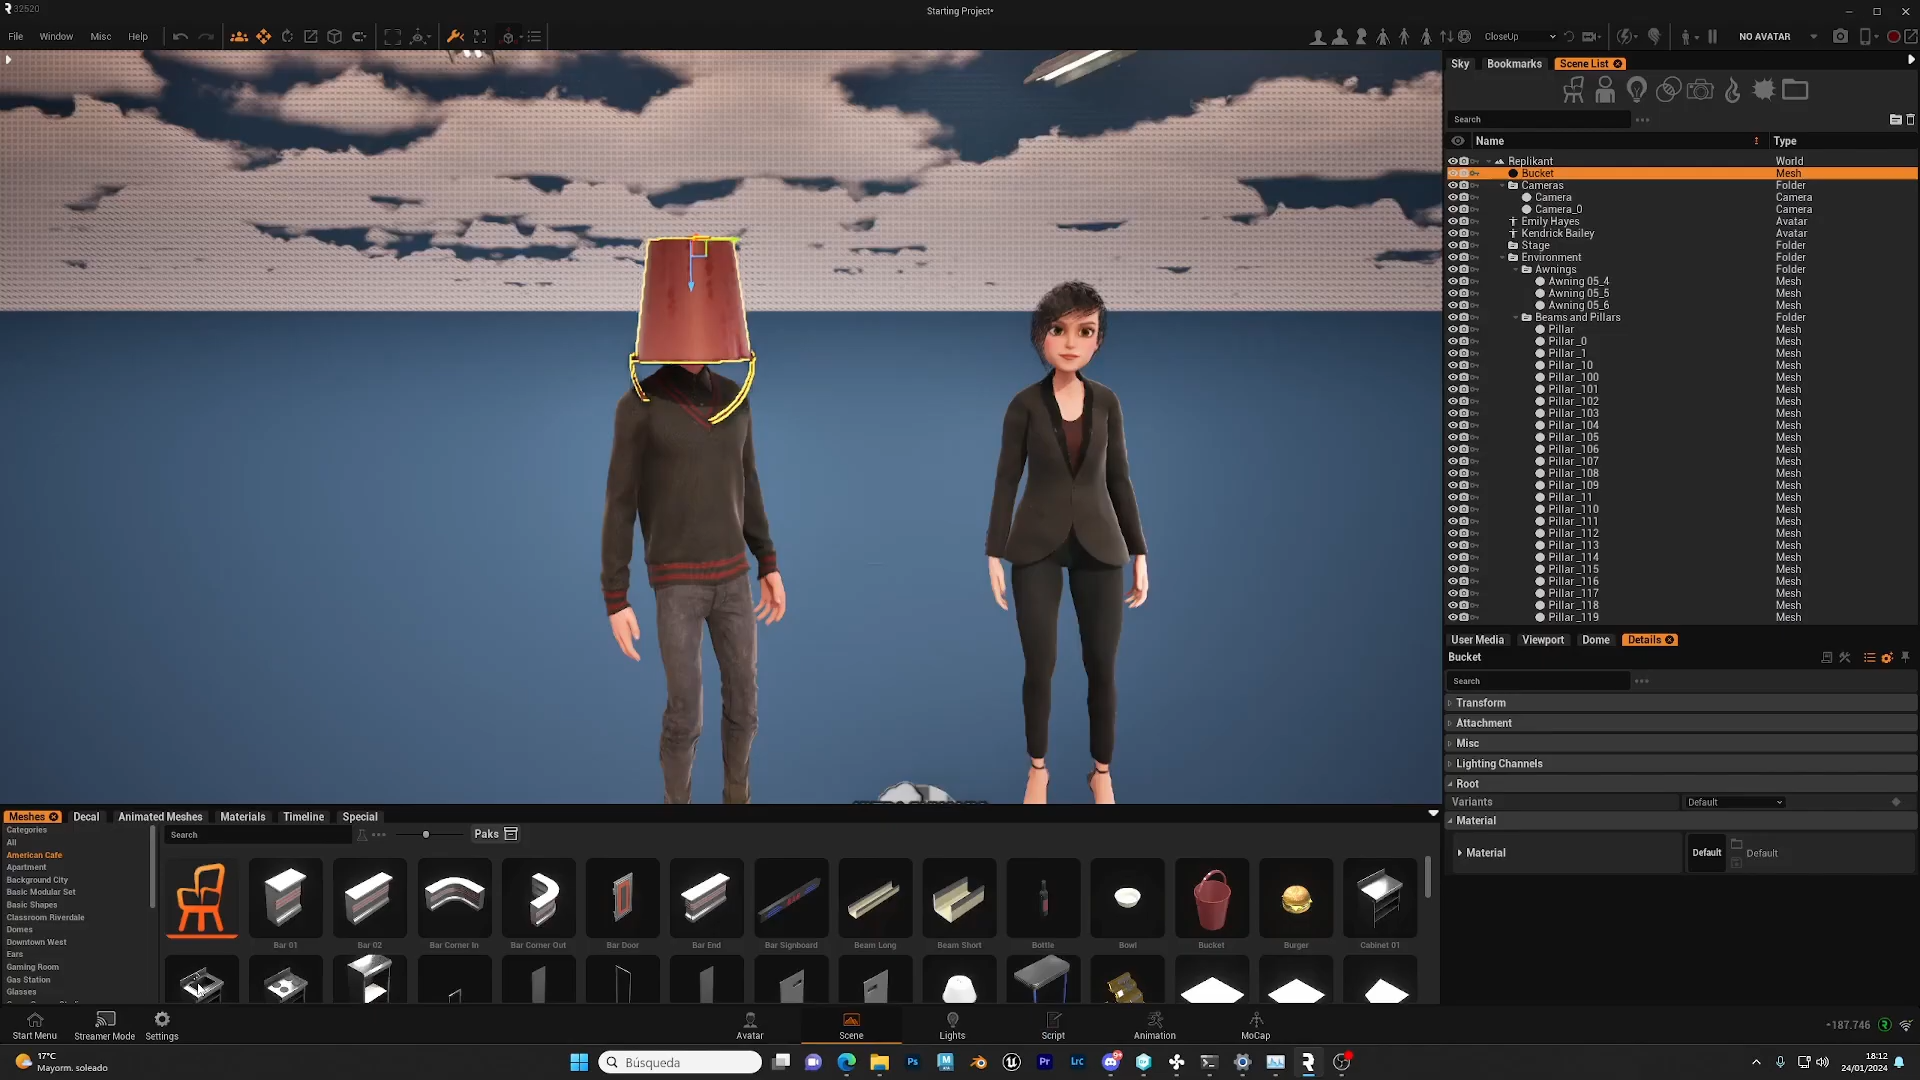 32520
Starting Project*
File Window Misc Help
CloseUp
NO AVATAR
Sky Bookmarks Scene List
Search
Name Type
Replikant World
Bucket Mesh
Cameras Folder
Camera Camera
Camera_0 Camera
Emily Hayes Avatar
Kendrick Bailey Avatar
Stage Folder
Environment Folder
Awnings Folder
Awning 05_4 Mesh
Awning 05_5 Mesh
Awning 05_6 Mesh
Beams and Pillars Folder
Pillar Mesh
Pillar_0 Mesh
Pillar_1 Mesh
Pillar_10 Mesh
Pillar_100 Mesh
Pillar_101 Mesh
Pillar_102 Mesh
Pillar_103 Mesh
Pillar_104 Mesh
Pillar_105 Mesh
Pillar_106 Mesh
Pillar_107 Mesh
Pillar_108 Mesh
Pillar_109 Mesh
Pillar_11 Mesh
Pillar_110 Mesh
Pillar_111 Mesh
Pillar_112 Mesh
Pillar_113 Mesh
Pillar_114 Mesh
Pillar_115 Mesh
Pillar_116 Mesh
Pillar_117 Mesh
Pillar_118 Mesh
Pillar_119 Mesh
User Media Viewport Dome Details
Bucket
Search
Transform
Attachment
Misc
Lighting Channels
Root
Variants Default
Material
Material Default Default
Meshes Decal Animated Meshes Materials Timeline Special
Categories
All
American Cafe
Apartment
Background City
Basic Modular Set
Basic Shapes
Classroom Riverdale
Domes
Downtown West
Ears
Gaming Room
Gas Station
Glasses
Search Paks
Bar 01 Bar 02 Bar Corner In Bar Corner Out Bar Door Bar End Bar Signboard Beam Long Beam Short Bottle Bowl Bucket Burger Cabinet 01
Start Menu Streamer Mode Settings Avatar Scene Lights Script Animation MoCap
-187.746
17°C
Mayorm. soleado
Búsqueda
Ps
Pr
Lrc
18:12
24/01/2024